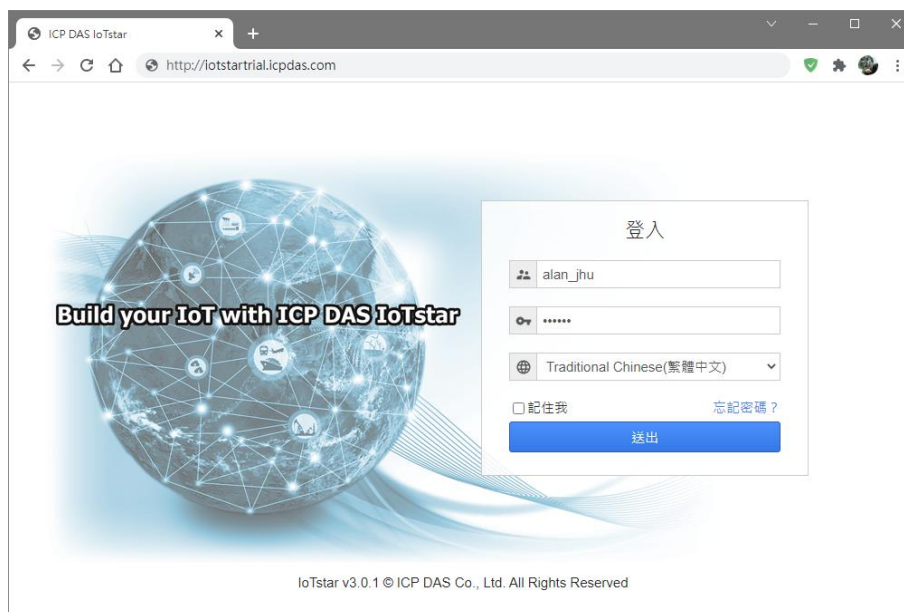 ICP DAS IoTstar
http://iotstartrial.icpdas.com
登入
alan_jhu
••••••
Build your IoT with ICP DAS IoTstar
Traditional Chinese(繁體中文)
記住我
忘記密碼？
送出
IoTstar v3.0.1 © ICP DAS Co., Ltd. All Rights Reserved